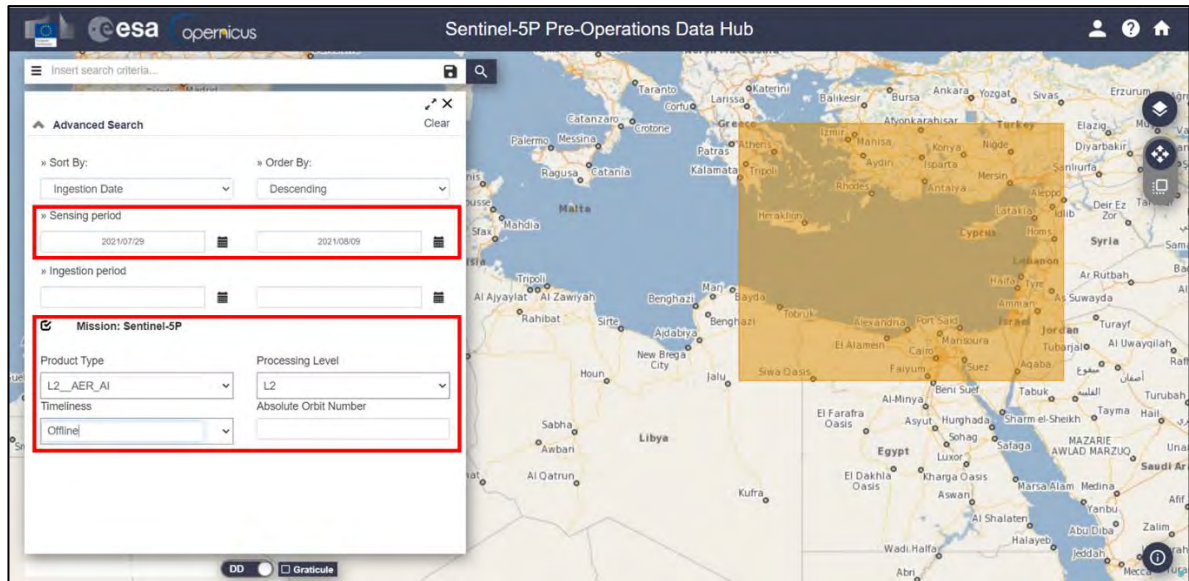 esa
opernicus
Sentinel-5P Pre-Operations Data Hub
Insert search criteria...
Advanced Search
Clear
» Sort By:
» Order By:
Ingestion Date
Descending
» Sensing period
2021/07/29
2021/08/09
» Ingestion period
Mission: Sentinel-5P
Product Type
Processing Level
L2__AER_AI
L2
Timeliness
Absolute Orbit Number
Offline
DD
Graticule
Madrid
Taranto
Katerini
Corfu
Larissa
Balıkesir
Bursa
Ankara
Yozgat
Sivas
Erzurum
Catanzaro
Crotone
Greece
Afyonkarahisar
Turkey
Elazig
Palermo
Messina
Patras
Athens
Izmir
Manisa
Konya
Nigde
Diyarbakir
Ragusa
Catania
Kalamata
Tripoli
Aydin
Isparta
Mersin
Sanliurfa
Rhodes
Antalya
Aleppo
Malta
Heraklion
Latakia
Idlib
Deir Ez
Zor
Sfax
Mahdia
Cyprus
Homs
Syria
Lebanon
Tripoli
Haifa
Tyre
Ar Rutbah
Al Ajyaylat
Al Zawiyah
Benghazi
Marj
Bayda
Amman
As Suwayda
Rahibat
Sirte
Benghazi
Tobruk
Alexandria
Port Said
Israel
Jordan
Turayf
Ajdabiya
El Alamein
Mansoura
Cairo
Tubarjal
Al Uwayqilah
New Brega
City
Houn
Jalu
Siwa Oasis
Faiyum
Suez
Aqaba
Beni Suef
Tabuk
Turubah
Al-Minya
El Farafra
Oasis
Asyut
Hurghada
Sharm el-Sheikh
Tayma
Hail
Sabha
Libya
Sohag
Safaga
MAZARIE
AWLAD MARZUQ
Awbari
Egypt
Luxor
Saudi
Al Qatrun
El Dakhla
Oasis
Kharga Oasis
Marsa Alam
Medina
Kufra
Aswan
Yanbu
Afif
Al Shalaten
Abu Diba
Zalim
Wadi Halfa
Halayeb
Jeddah
Abri
Mecca